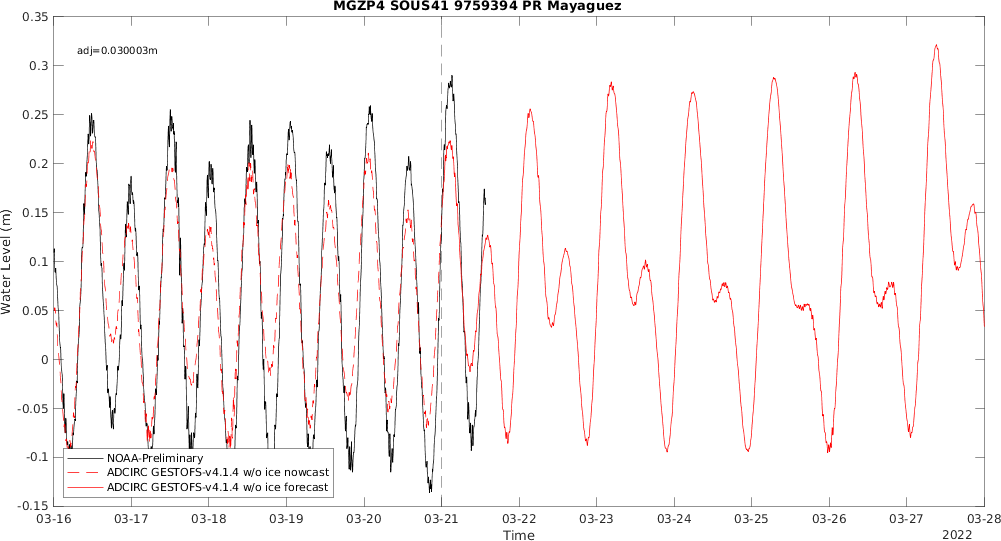 MGZP4 SOUS41 9759394 PR Mayaguez
adj=0.030003m
Water Level (m)
0.35
0.3
0.25
0.2
0.15
0.1
0.05
0
-0.05
-0.1
-0.15
NOAA-Preliminary
ADCIRC GESTOFS-v4.1.4 w/o ice nowcast
ADCIRC GESTOFS-v4.1.4 w/o ice forecast
03-16 03-17 03-18 03-19 03-20 03-21 03-22 03-23 03-24 03-25 03-26 03-27 03-28
Time
2022